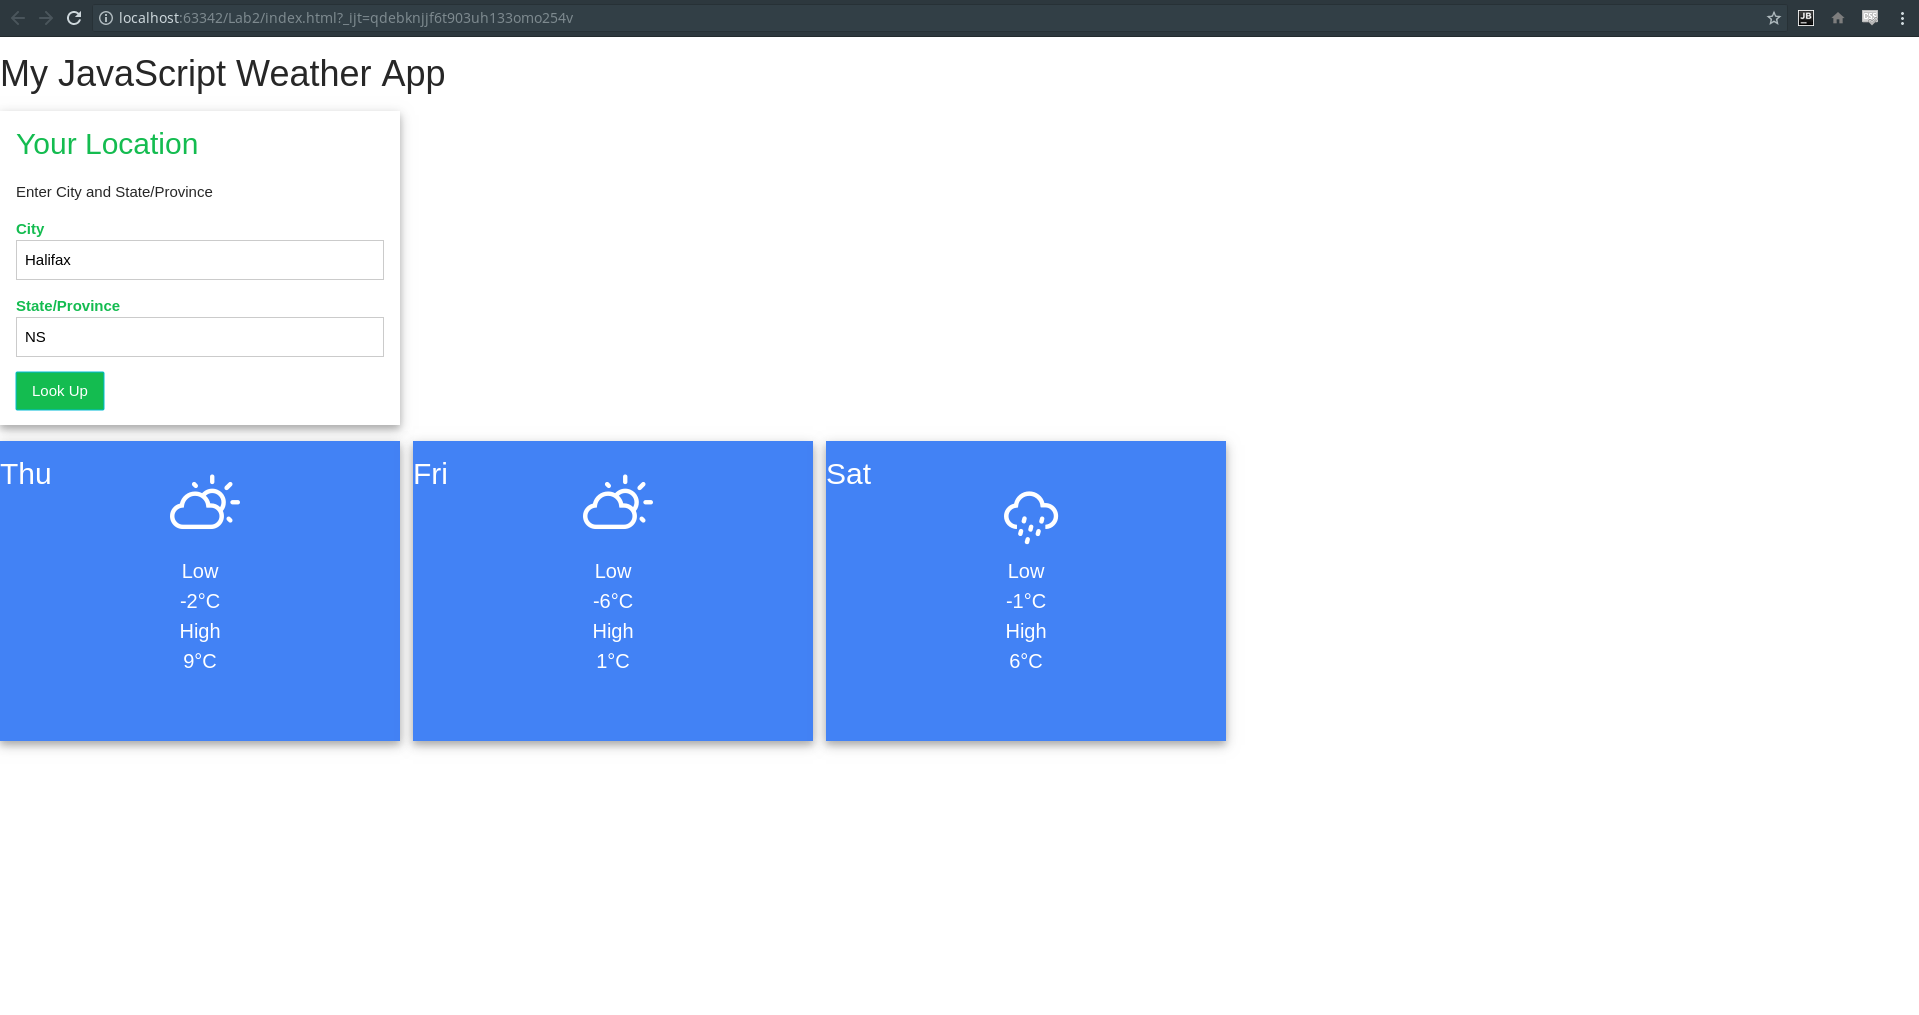 localhost:63342/Lab2/index.html?_ijt=qdebknjjf6t903uh133omo254v
JB
CSS
My JavaScript Weather App
Your Location
Enter City and State/Province
City
Halifax
State/Province
NS
Look Up
Thu
Low
-2°C
High
9°C
Fri
Low
-6°C
High
1°C
Sat
Low
-1°C
High
6°C